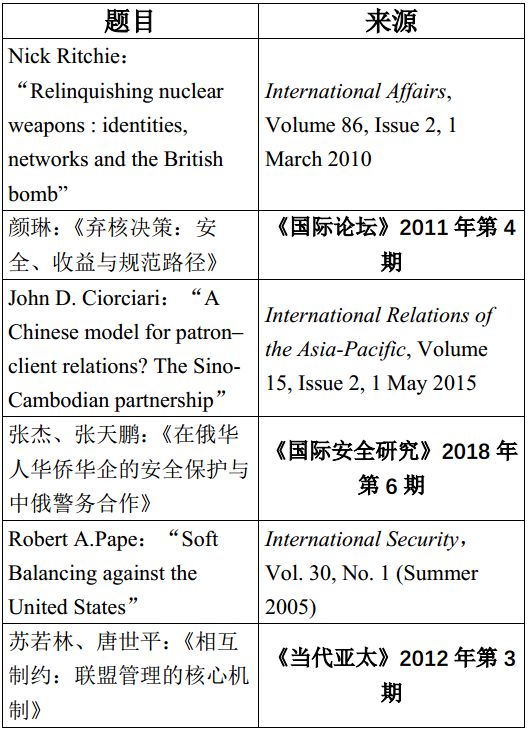 题目
来源
Nick Ritchie：
“Relinquishing nuclear
weapons : identities,
networks and the British
bomb”
International Affairs,
Volume 86, Issue 2, 1
March 2010
颜琳：《弃核决策：安
全、收益与规范路径》
《国际论坛》2011 年第 4
期
John D. Ciorciari：“A
Chinese model for patron–
client relations? The Sino-
Cambodian partnership”
International Relations of
the Asia-Pacific, Volume
15, Issue 2, 1 May 2015
张杰、张天鹏：《在俄华
人华侨华企的安全保护与
中俄警务合作》
《国际安全研究》2018 年
第 6 期
Robert A.Pape：“Soft
Balancing against the
United States”
International Security，
Vol. 30, No. 1 (Summer
2005)
苏若林、唐世平：《相互
制约：联盟管理的核心机
制》
《当代亚太》2012 年第 3
期